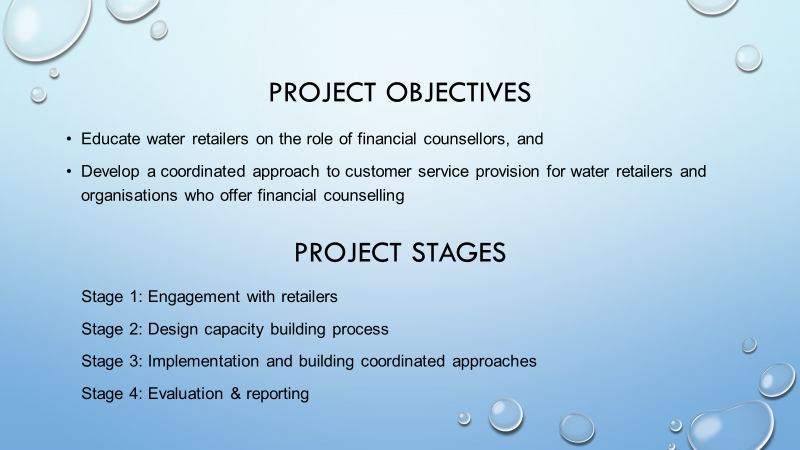 PROJECT OBJECTIVES
• Educate water retailers on the role of financial counsellors, and
• Develop a coordinated approach to customer service provision for water retailers and
organisations who offer financial counselling
PROJECT STAGES
Stage 1: Engagement with retailers
Stage 2: Design capacity building process
Stage 3: Implementation and building coordinated approaches
Stage 4: Evaluation & reporting